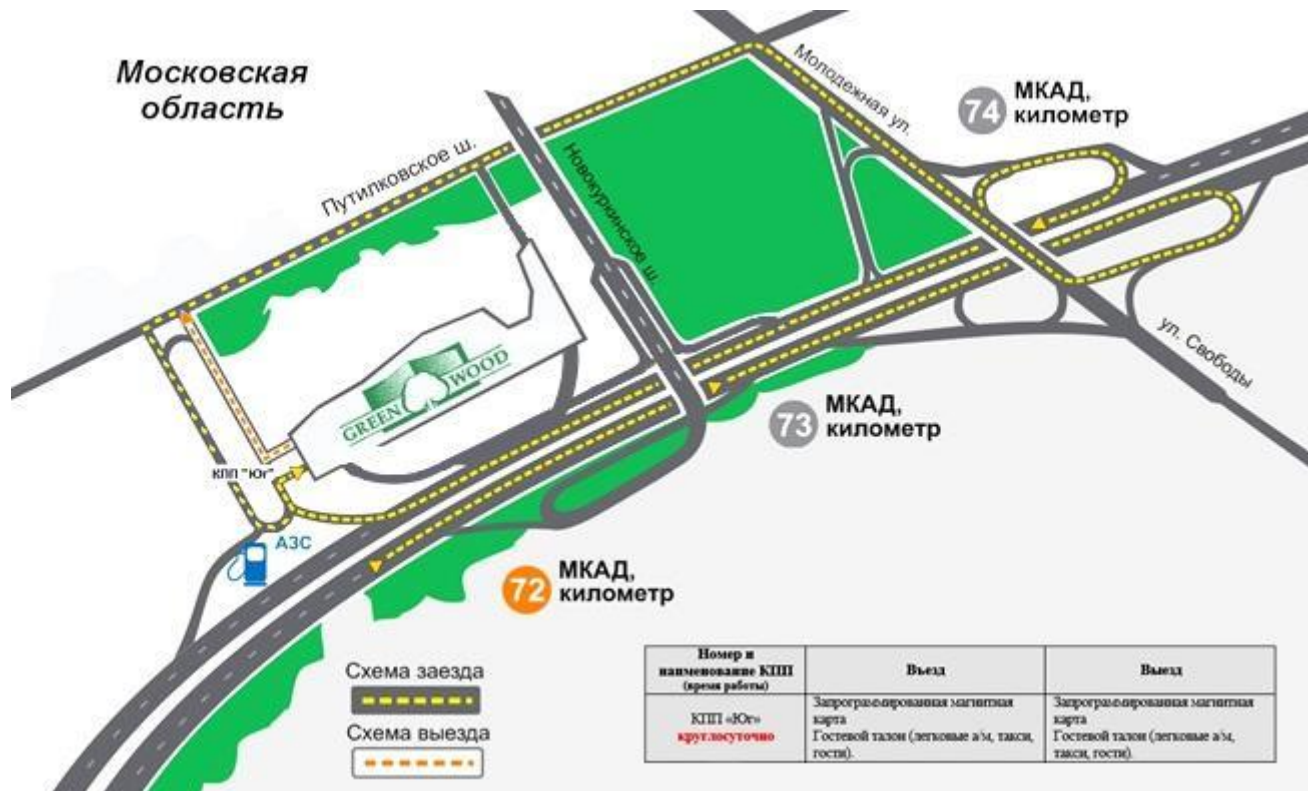 Московская
область
Путилковское ш.
Новокуркинское ш.
Молодежная ул.
74
МКАД,
километр
ул. Свободы
GREEN WOOD
КПП "Юг"
АЗС
73
МКАД,
километр
72
МКАД,
километр
Схема заезда
Схема выезда
Номер и
наименование КПП
(время работы)
Въезд
Выезд
КПП «Юг»
круглосуточно
Запрограммированная магнитная
карта
Гостевой талон (легковые а/м, такси,
гости).
Запрограммированная магнитная
карта
Гостевой талон (легковые а/м,
такси, гости).